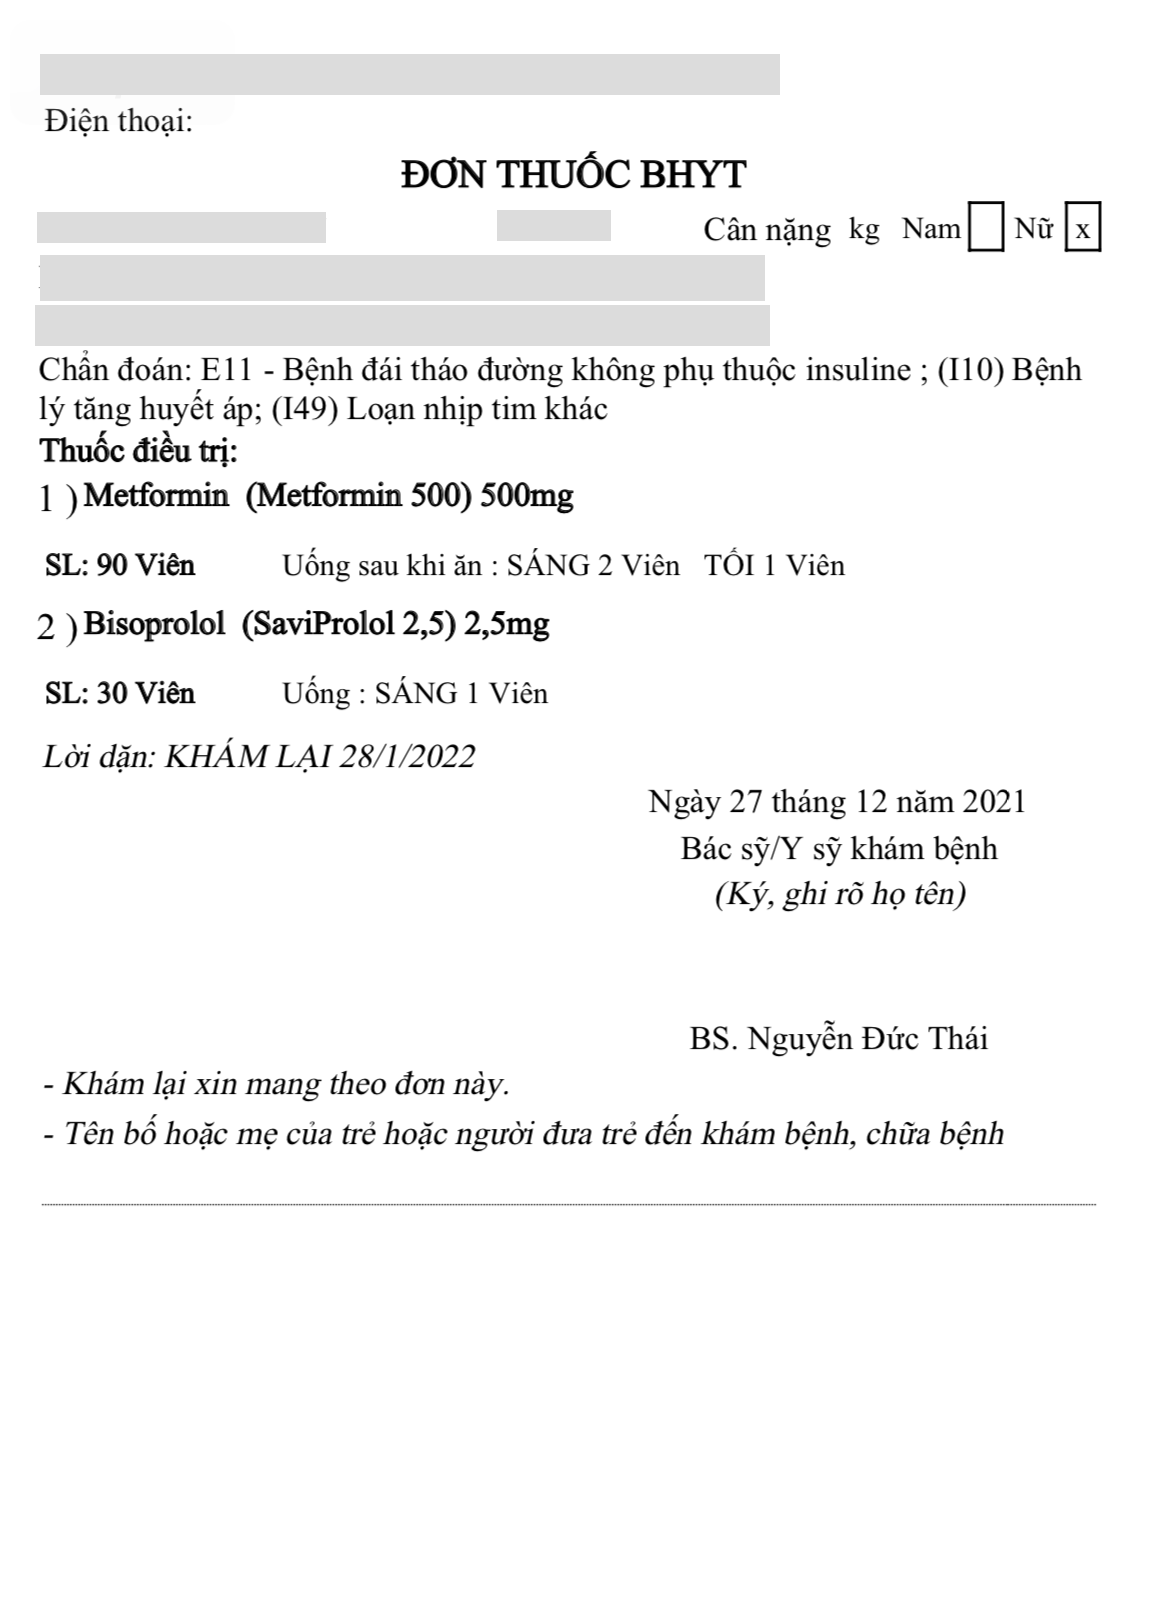 Điện thoại:
ĐƠN THUỐC BHYT
Cân nặng kg Nam Nữ x
Chẩn đoán: E11 - Bệnh đái tháo đường không phụ thuộc insuline ; (I10) Bệnh
lý tăng huyết áp; (I49) Loạn nhịp tim khác
Thuốc điều trị:
1 ) Metformin (Metformin 500) 500mg
SL: 90 Viên Uống sau khi ăn : SÁNG 2 Viên TỐI 1 Viên
2 ) Bisoprolol (SaviProlol 2,5) 2,5mg
SL: 30 Viên Uống : SÁNG 1 Viên
Lời dặn: KHÁM LẠI 28/1/2022
Ngày 27 tháng 12 năm 2021
Bác sỹ/Y sỹ khám bệnh
(Ký, ghi rõ họ tên)
BS. Nguyễn Đức Thái
- Khám lại xin mang theo đơn này.
- Tên bố hoặc mẹ của trẻ hoặc người đưa trẻ đến khám bệnh, chữa bệnh